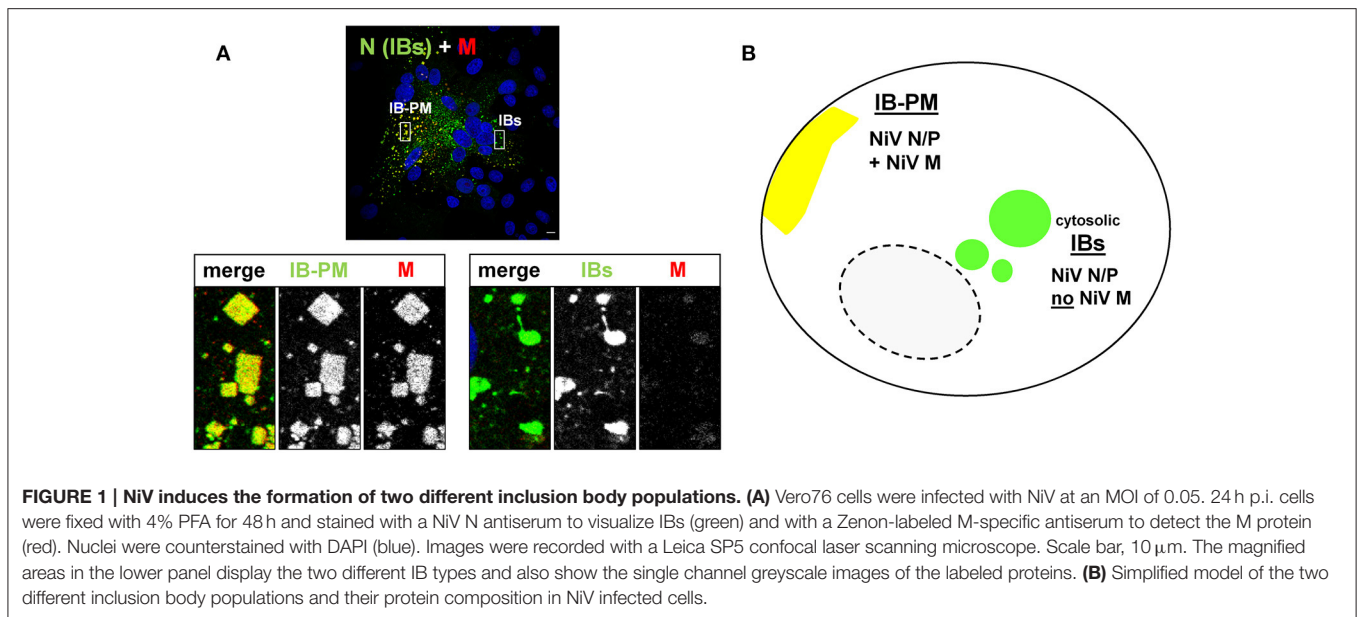 A
N (IBs) + M
IB-PM
IBs
merge IB-PM M
merge IBs M
B
IB-PM
NiV N/P
+ NiV M
cytosolic
IBs
NiV N/P
no NiV M
FIGURE 1 | NiV induces the formation of two different inclusion body populations. (A) Vero76 cells were infected with NiV at an MOI of 0.05. 24 h p.i. cells
were fixed with 4% PFA for 48 h and stained with a NiV N antiserum to visualize IBs (green) and with a Zenon-labeled M-specific antiserum to detect the M protein
(red). Nuclei were counterstained with DAPI (blue). Images were recorded with a Leica SP5 confocal laser scanning microscope. Scale bar, 10 μm. The magnified
areas in the lower panel display the two different IB types and also show the single channel greyscale images of the labeled proteins. (B) Simplified model of the two
different inclusion body populations and their protein composition in NiV infected cells.